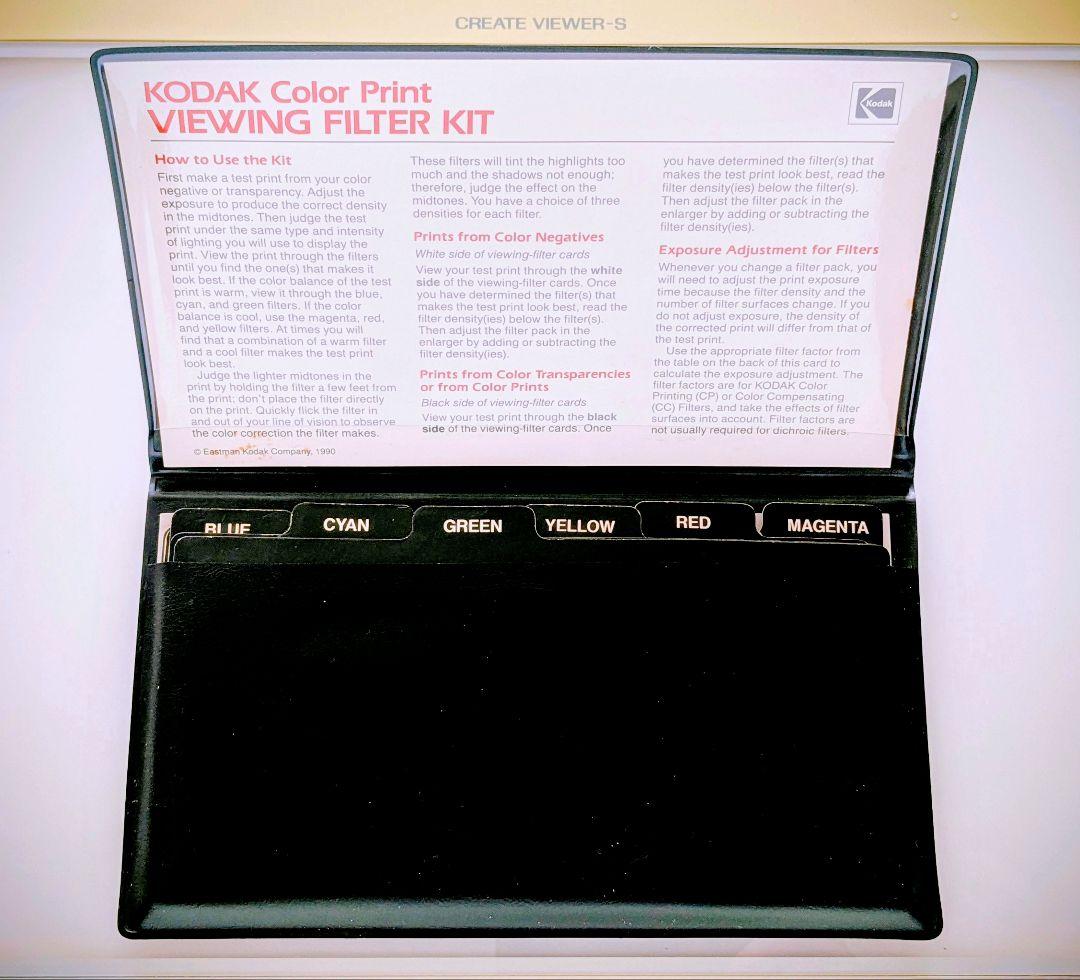 CREATE VIEWER-S
KODAK Color Print
VIEWING FILTER KIT
Kodak
How to Use the Kit
First make a test print from your color
negative or transparency. Adjust the
exposure to produce the correct density
in the midtones. Then judge the test
print under the same type and intensity
of lighting you will use to display the
print. View the print through the filters
until you find the one(s) that makes it
look best. If the color balance of the test
print is warm, view it through the blue,
cyan, and green filters. If the color
balance is cool, use the magenta, red,
and yellow filters. At times you will
find that a combination of a warm filter
and a cool filter makes the test print
look best.
Judge the lighter midtones in the
print by holding the filter a few feet from
the print; don't place the filter directly
on the print. Quickly flick the filter in
and out of your line of vision to observe
the color correction the filter makes.
© Eastman Kodak Company, 1990
These filters will tint the highlights too
much and the shadows not enough;
therefore, judge the effect on the
midtones. You have a choice of three
densities for each filter.
Prints from Color Negatives
White side of viewing-filter cards
View your test print through the white
side of the viewing-filter cards. Once
you have determined the filter(s) that
makes the test print look best, read the
filter density(ies) below the filter(s).
Then adjust the filter pack in the
enlarger by adding or subtracting the
filter density(ies).
Prints from Color Transparencies
or from Color Prints
Black side of viewing-filter cards
View your test print through the black
side of the viewing-filter cards. Once
you have determined the filter(s) that
makes the test print look best, read the
filter density(ies) below the filter(s).
Then adjust the filter pack in the
enlarger by adding or subtracting the
filter density(ies).
Exposure Adjustment for Filters
Whenever you change a filter pack, you
will need to adjust the print exposure
time because the filter density and the
number of filter surfaces change. If you
do not adjust exposure, the density of
the corrected print will differ from that of
the test print.
Use the appropriate filter factor from
the table on the back of this card to
calculate the exposure adjustment. The
filter factors are for KODAK Color
Printing (CP) or Color Compensating
(CC) Filters, and take the effects of filter
surfaces into account. Filter factors are
not usually required for dichroic filters.
BLUE
CYAN
GREEN
YELLOW
RED
MAGENTA